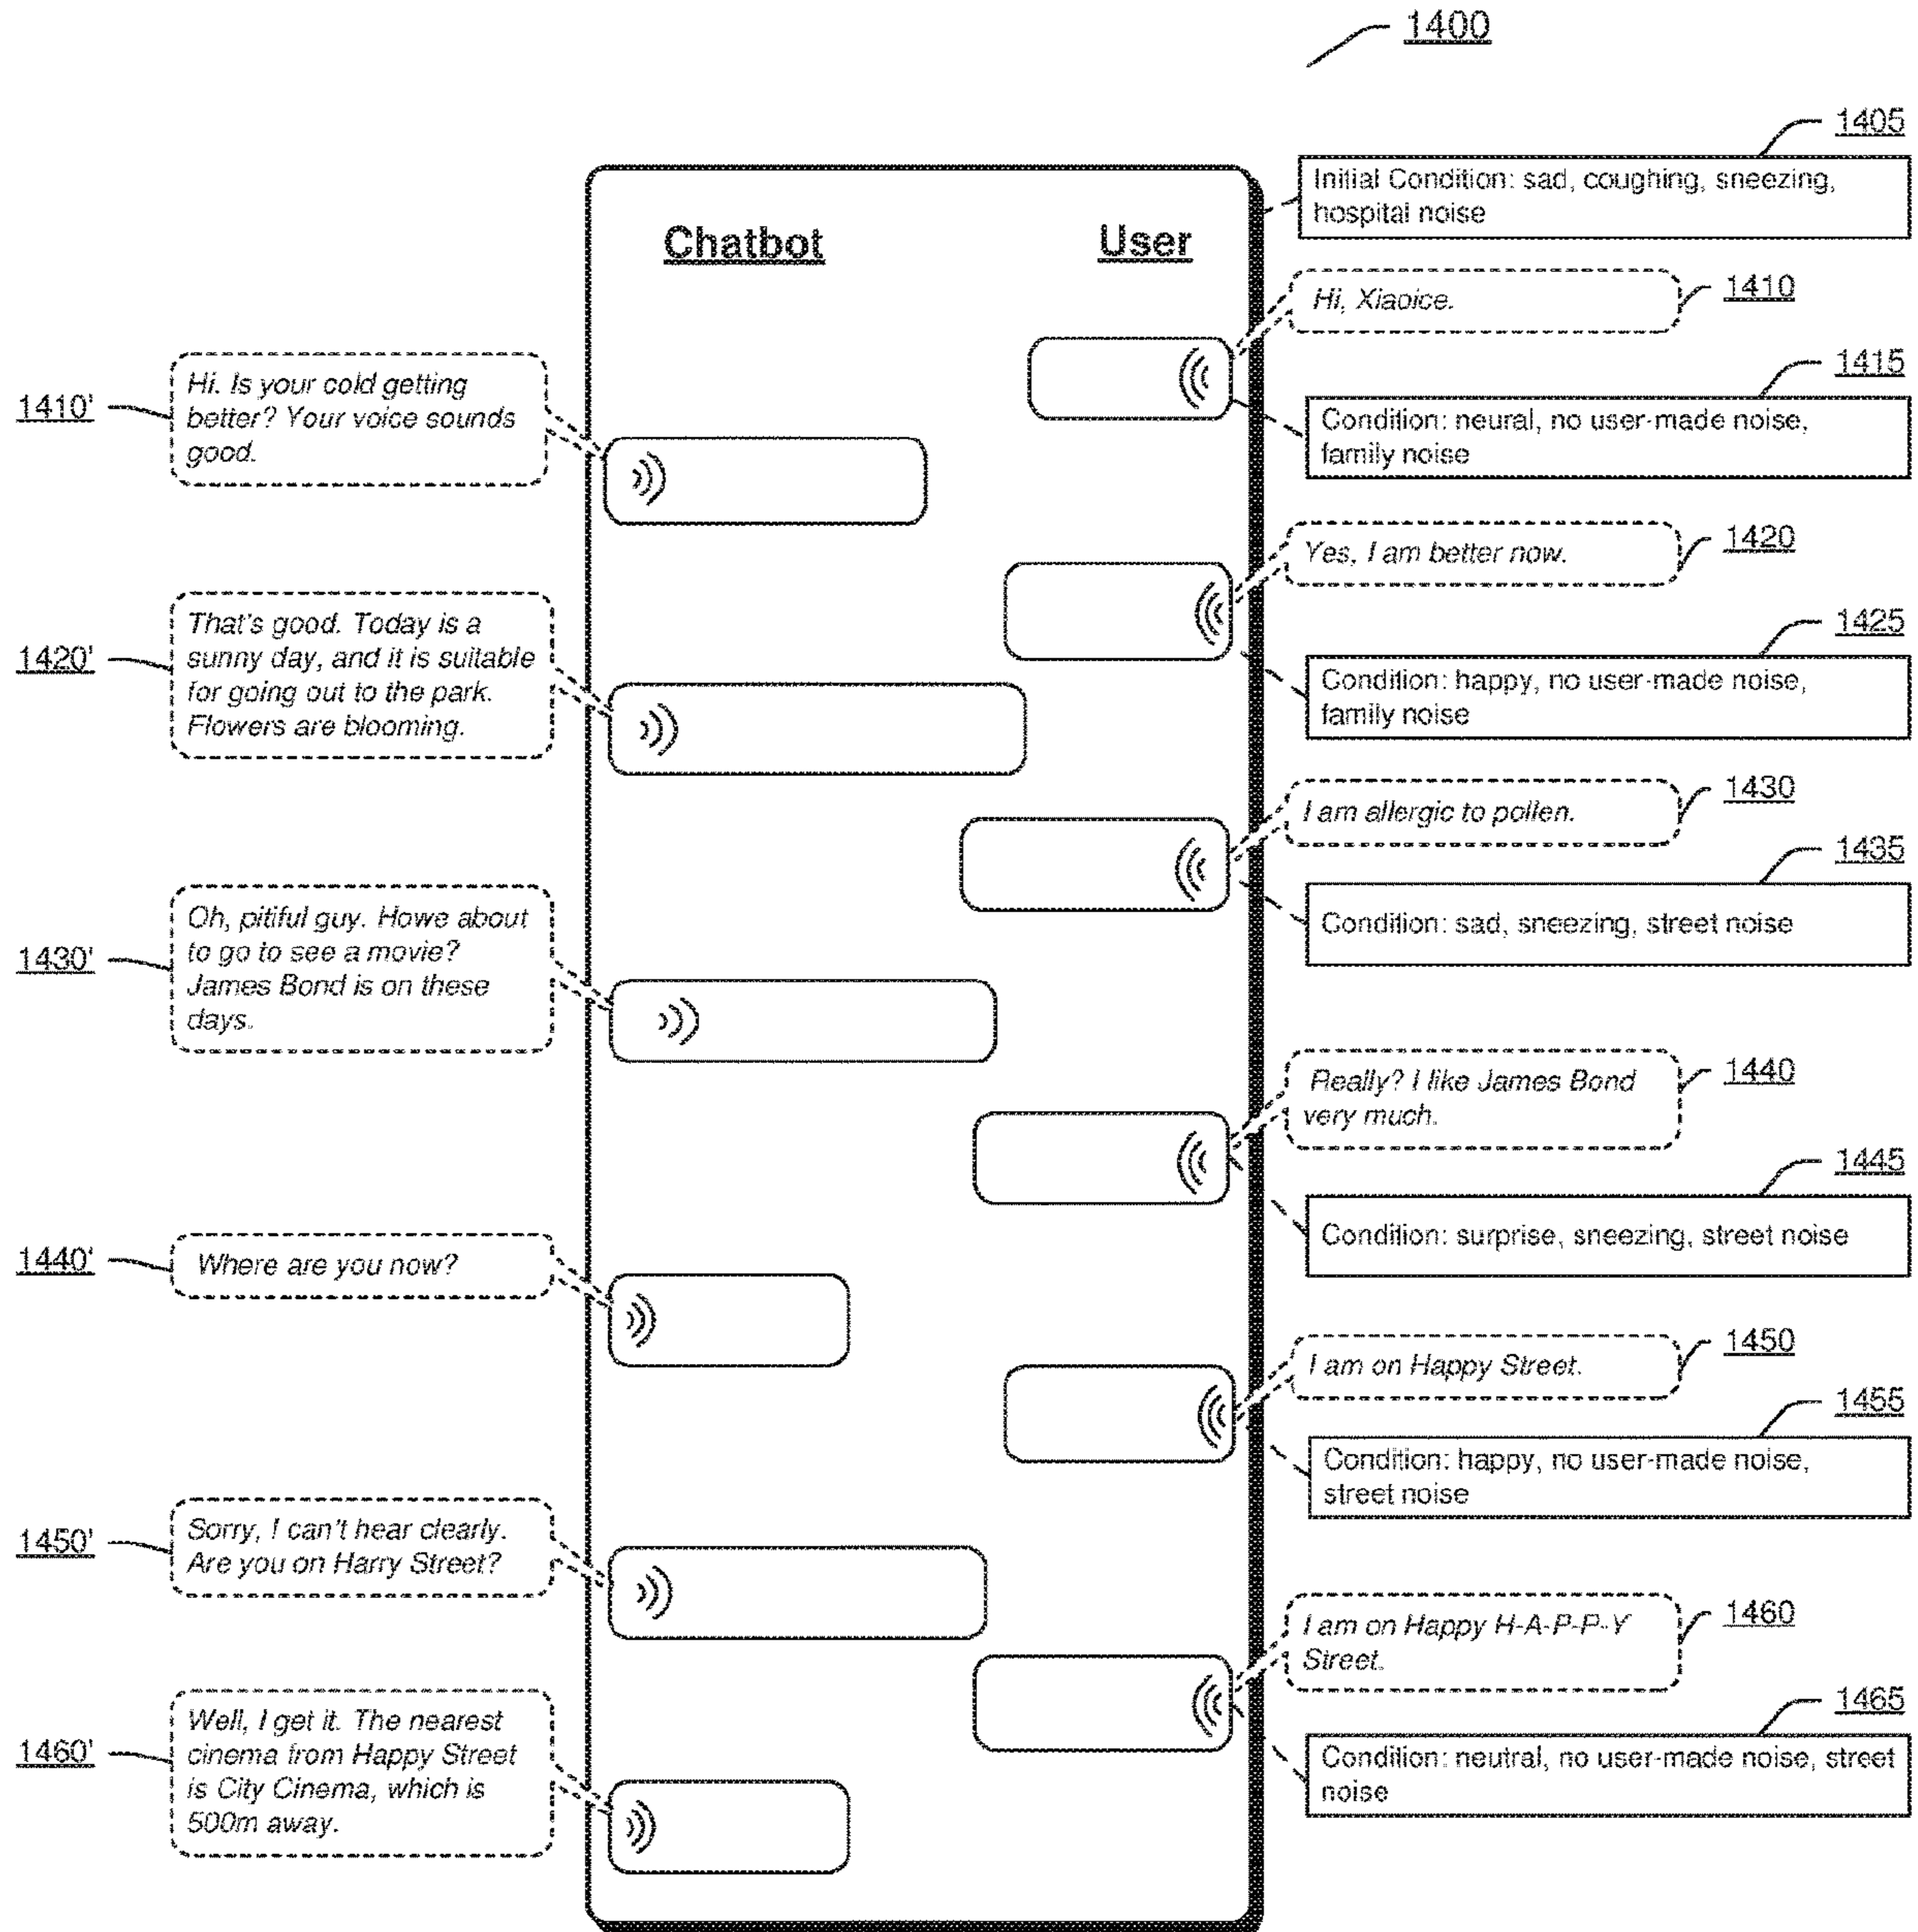 1400
1405
Initial Condition: sad, coughing, sneezing,
hospital noise
Chatbot
User
1410
Hi, Xiaoice.
1415
Condition: neural, no user-made noise,
family noise
1410'
Hi. Is your cold getting
better? Your voice sounds
good.
1420
Yes, I am better now.
1425
Condition: happy, no user-made noise,
family noise
1420'
That's good. Today is a
sunny day, and it is suitable
for going out to the park.
Flowers are blooming.
1430
I am allergic to pollen.
1435
Condition: sad, sneezing, street noise
1430'
Oh, pitiful guy. Howe about
to go to see a movie?
James Bond is on these
days.
1440
Really? I like James Bond
very much.
1445
Condition: surprise, sneezing, street noise
1440'
Where are you now?
1450
I am on Happy Street.
1455
Condition: happy, no user-made noise,
street noise
1450'
Sorry, I can't hear clearly.
Are you on Harry Street?
1460
I am on Happy H-A-P-P-Y
Street.
1465
Condition: neutral, no user-made noise, street
noise
1460'
Well, I get it. The nearest
cinema from Happy Street
is City Cinema, which is
500m away.